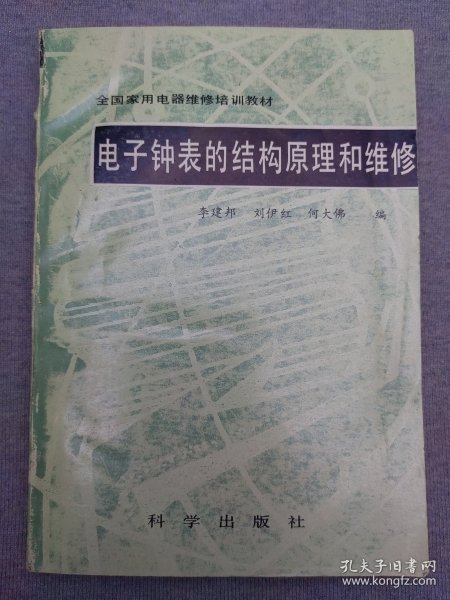 全国家用电器维修培训教材
电子钟表的结构原理和维修
李建邦 刘伊红 何大佛 编
科学出版社
孔夫子旧书网
www.kongfz.com